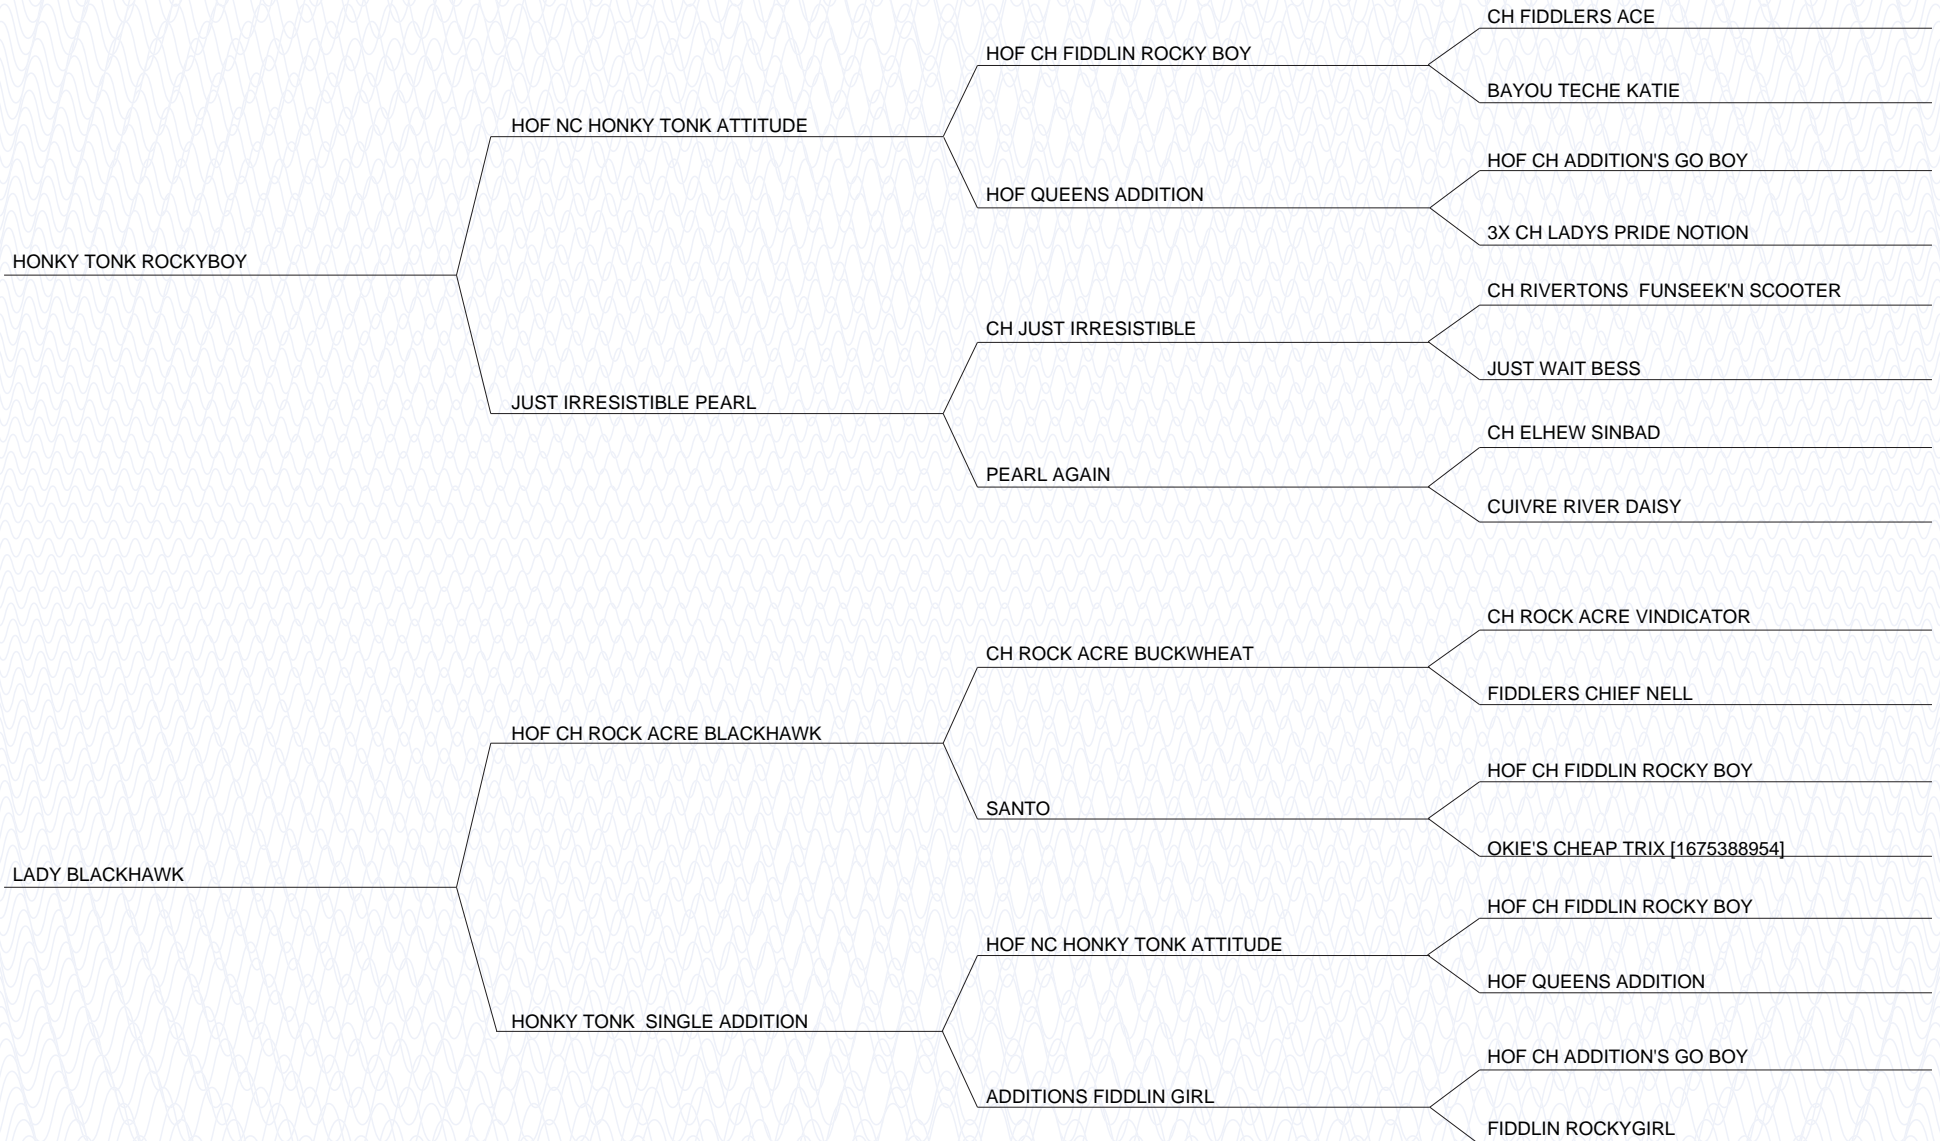 CH FIDDLERS ACE
HOF CH FIDDLIN ROCKY BOY
BAYOU TECHE KATIE
HOF NC HONKY TONK ATTITUDE
HOF CH ADDITION'S GO BOY
HOF QUEENS ADDITION
3X CH LADYS PRIDE NOTION
HONKY TONK ROCKYBOY
CH RIVERTONS  FUNSEEK'N SCOOTER
CH JUST IRRESISTIBLE
JUST WAIT BESS
JUST IRRESISTIBLE PEARL
CH ELHEW SINBAD
PEARL AGAIN
CUIVRE RIVER DAISY
CH ROCK ACRE VINDICATOR
CH ROCK ACRE BUCKWHEAT
FIDDLERS CHIEF NELL
HOF CH ROCK ACRE BLACKHAWK
HOF CH FIDDLIN ROCKY BOY
SANTO
OKIE'S CHEAP TRIX [1675388954]
LADY BLACKHAWK
HOF CH FIDDLIN ROCKY BOY
HOF NC HONKY TONK ATTITUDE
HOF QUEENS ADDITION
HONKY TONK  SINGLE ADDITION
HOF CH ADDITION'S GO BOY
ADDITIONS FIDDLIN GIRL
FIDDLIN ROCKYGIRL